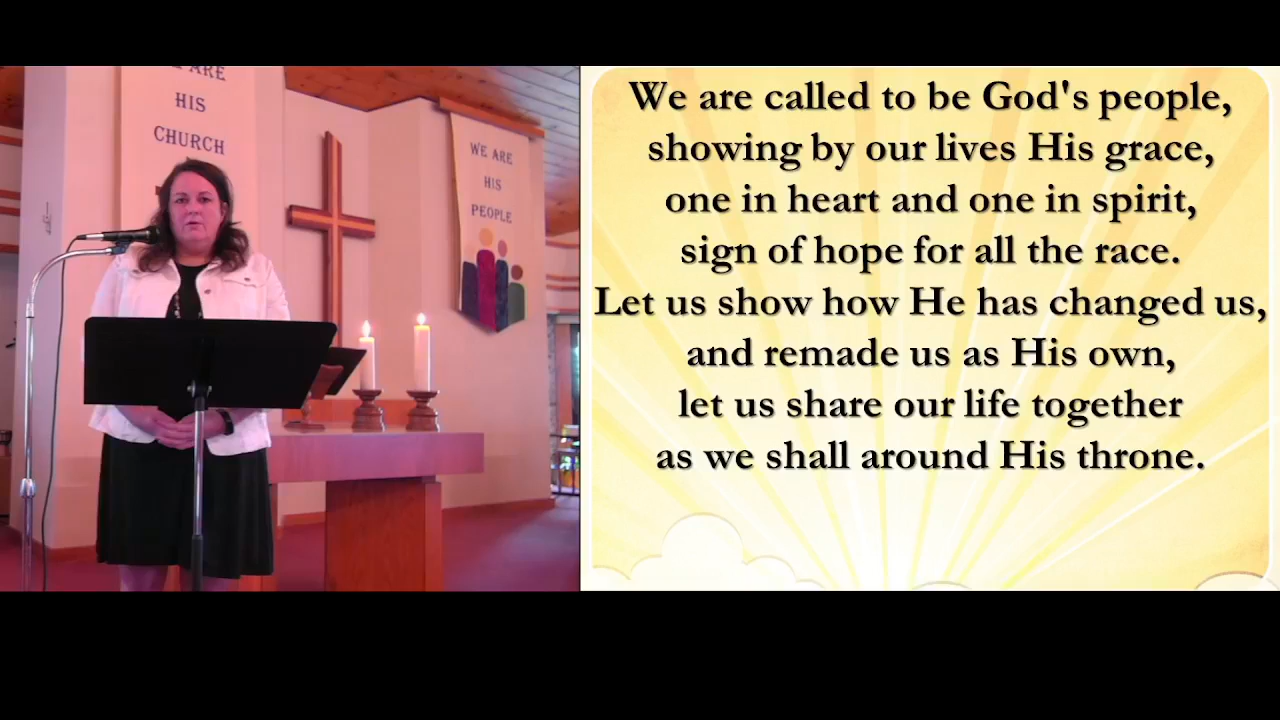 ARE
HIS
CHURCH
WE ARE
HIS
PEOPLE
We are called to be God's people,
showing by our lives His grace,
one in heart and one in spirit,
sign of hope for all the race.
Let us show how He has changed us,
and remade us as His own,
let us share our life together
as we shall around His throne.